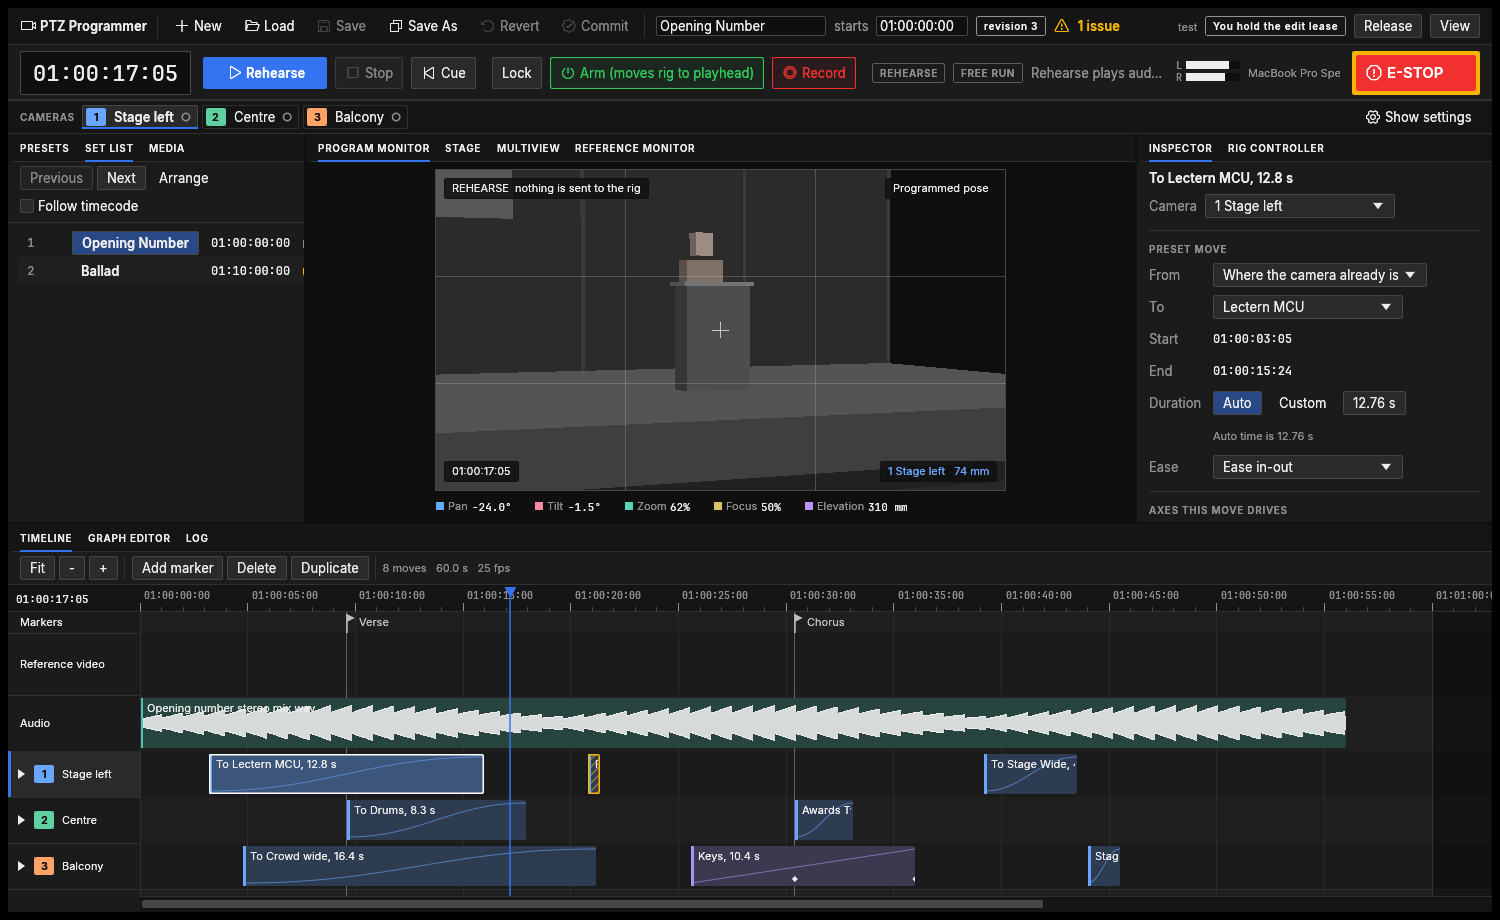 PTZ Programmer New Load Save Save As Revert Commit Opening Number starts 01:00:00:00 revision 3 1 issue test You hold the edit lease Release View
01:00:17:05 Rehearse Stop Cue Lock Arm (moves rig to playhead) Record REHEARSE FREE RUN Rehearse plays aud... L R MacBook Pro Spe E-STOP
CAMERAS 1 Stage left 2 Centre 3 Balcony Show settings
PRESETS SET LIST MEDIA
Previous Next Arrange
Follow timecode
1 Opening Number 01:00:00:00
2 Ballad 01:10:00:00
PROGRAM MONITOR STAGE MULTIVIEW REFERENCE MONITOR
REHEARSE nothing is sent to the rig Programmed pose
01:00:17:05 1 Stage left 74 mm
Pan -24.0° Tilt -1.5° Zoom 62% Focus 50% Elevation 310 mm
INSPECTOR RIG CONTROLLER
To Lectern MCU, 12.8 s
Camera 1 Stage left
PRESET MOVE
From Where the camera already is
To Lectern MCU
Start 01:00:03:05
End 01:00:15:24
Duration Auto Custom 12.76 s
Auto time is 12.76 s
Ease Ease in-out
AXES THIS MOVE DRIVES
TIMELINE GRAPH EDITOR LOG
Fit - + Add marker Delete Duplicate 8 moves 60.0 s 25 fps
01:00:17:05 01:00:00:00 01:00:05:00 01:00:10:00 01:00:15:00 01:00:20:00 01:00:25:00 01:00:30:00 01:00:35:00 01:00:40:00 01:00:45:00 01:00:50:00 01:00:55:00 01:01:00:0
Markers Verse Chorus
Reference video
Opening number stereo mix.wav
Audio
1 Stage left To Lectern MCU, 12.8 s To Stage Wide,
2 Centre To Drums, 8.3 s Awards T
3 Balcony To Crowd wide, 16.4 s Keys, 10.4 s Stag